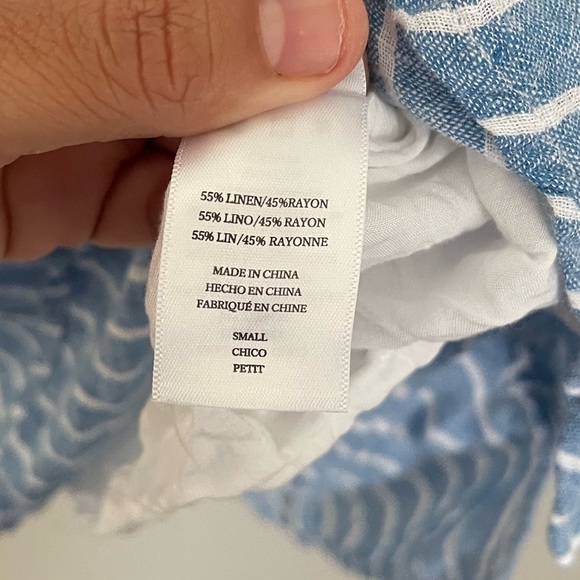 55% LINEN/45%RAYON
55% LINO/45% RAYON
55% LIN/45% RAYONNE
MADE IN CHINA
HECHO EN CHINA
FABRIQUÉ EN CHINE
SMALL
CHICO
PETIT